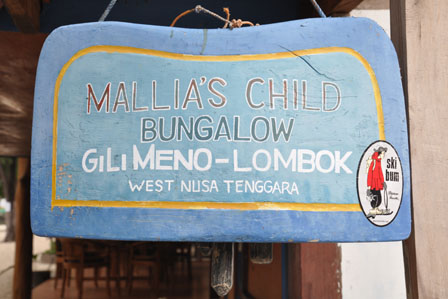 MALLIA'S CHILD
BUNGALOW
GILI MENO-LOMBOK
WEST NUSA TENGGARA
ski
bum